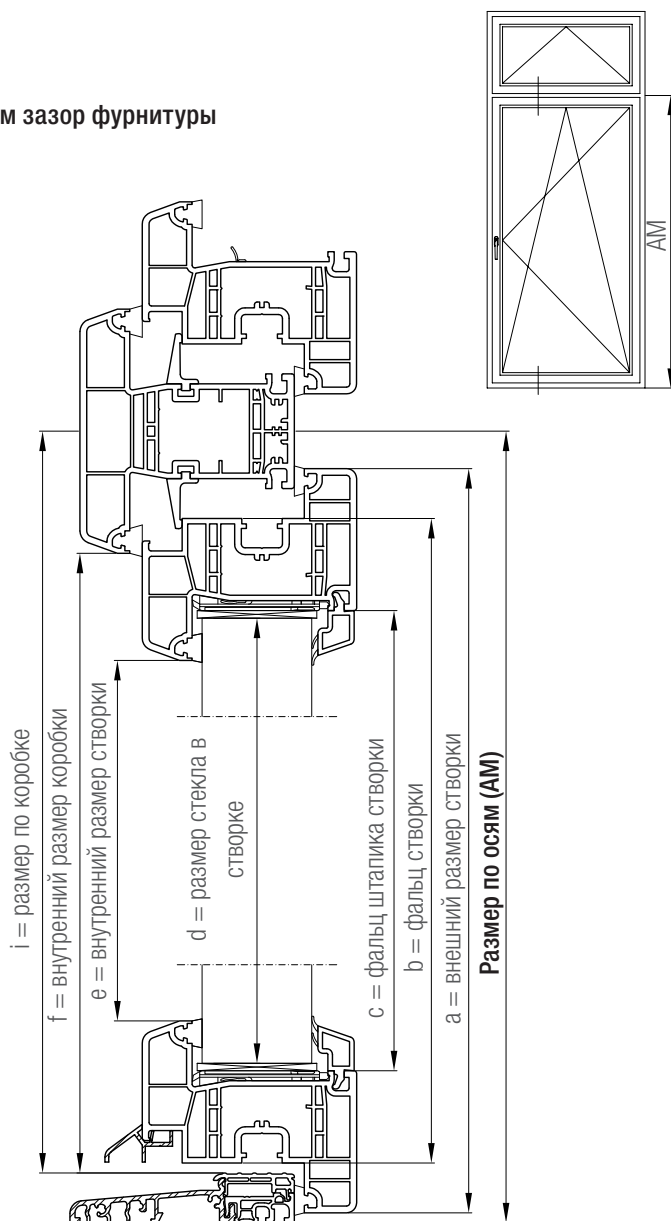 м зазор фурнитуры
AM
i = размер по коробке
f = внутренний размер коробки
e = внутренний размер створки
d = размер стекла в
створке
c = фальц штапика створки
b = фальц створки
a = внешний размер створки
Размер по осям (AM)